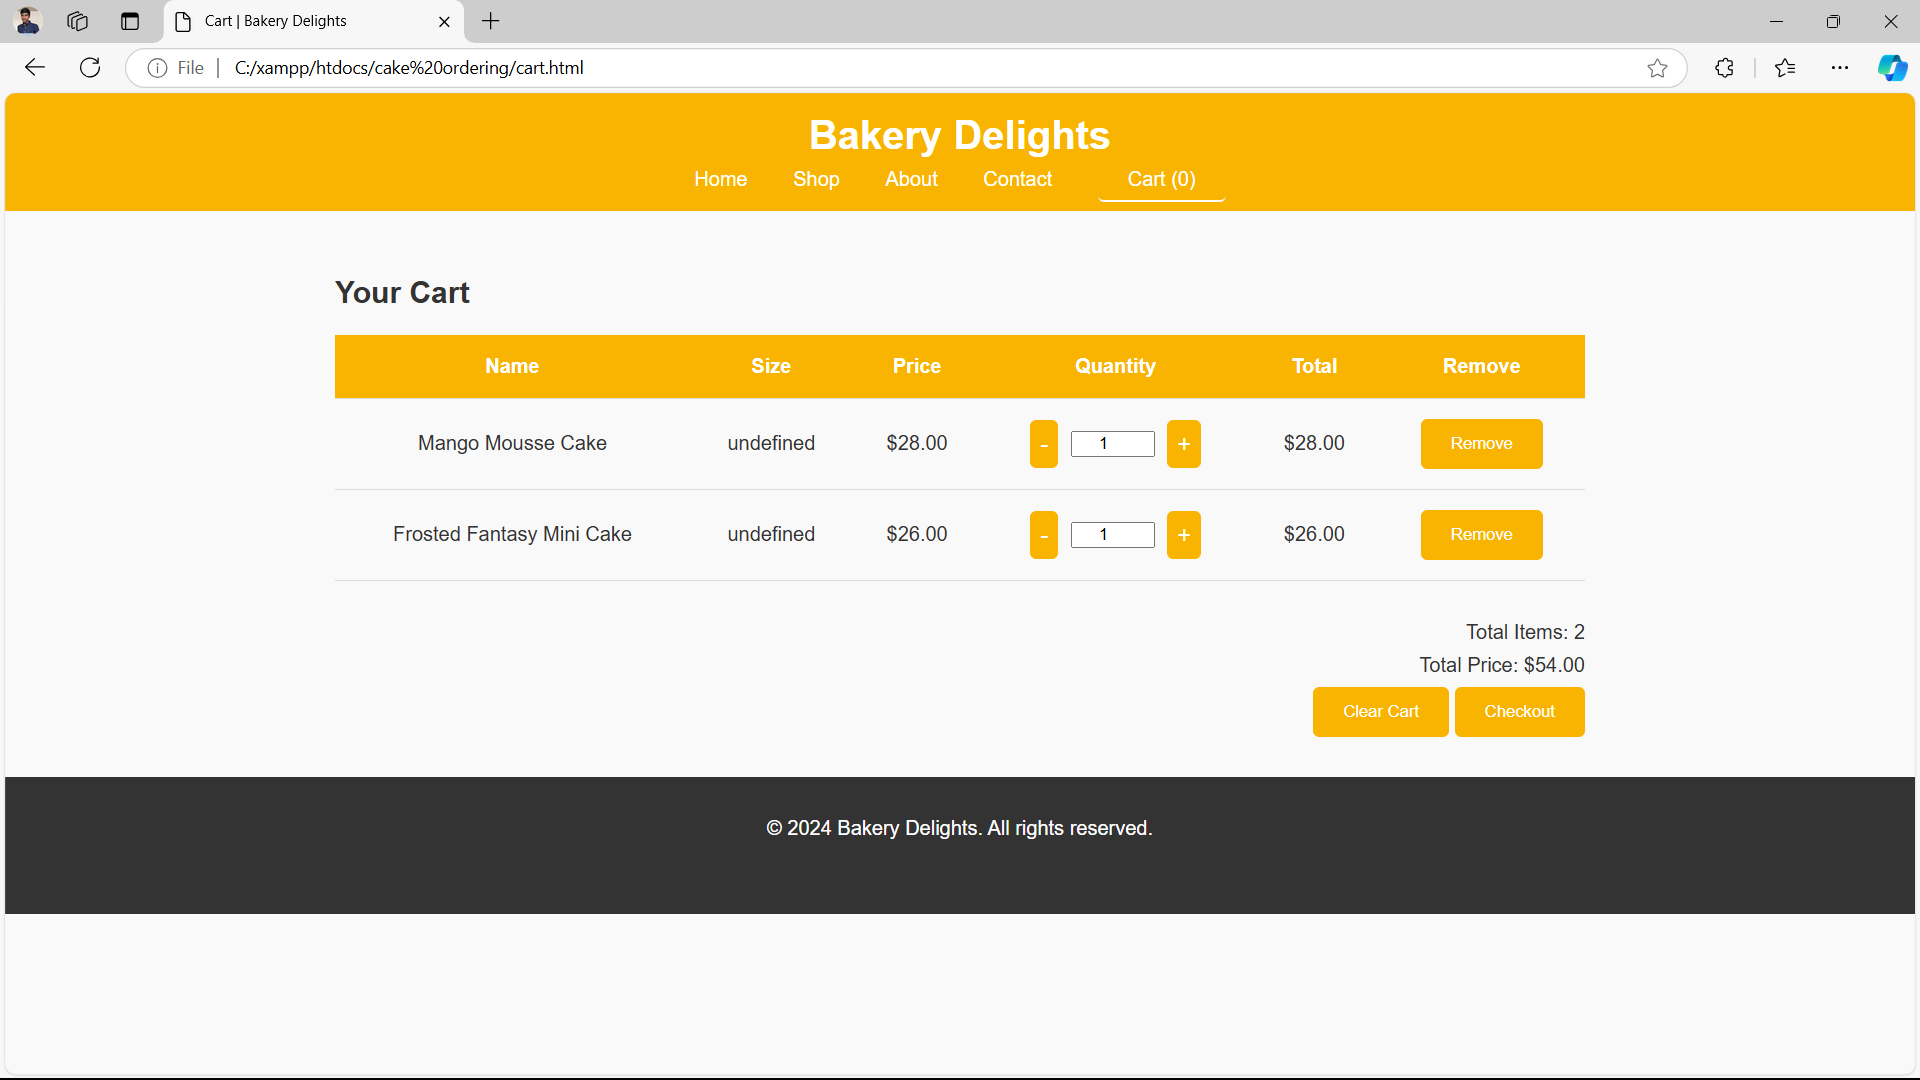 Cart | Bakery Delights
File | C:/xampp/htdocs/cake%20ordering/cart.html
Bakery Delights
Home Shop About Contact Cart (0)
Your Cart
Name Size Price Quantity Total Remove
Mango Mousse Cake undefined $28.00 - 1 + $28.00 Remove
Frosted Fantasy Mini Cake undefined $26.00 - 1 + $26.00 Remove
Total Items: 2
Total Price: $54.00
Clear Cart Checkout
© 2024 Bakery Delights. All rights reserved.